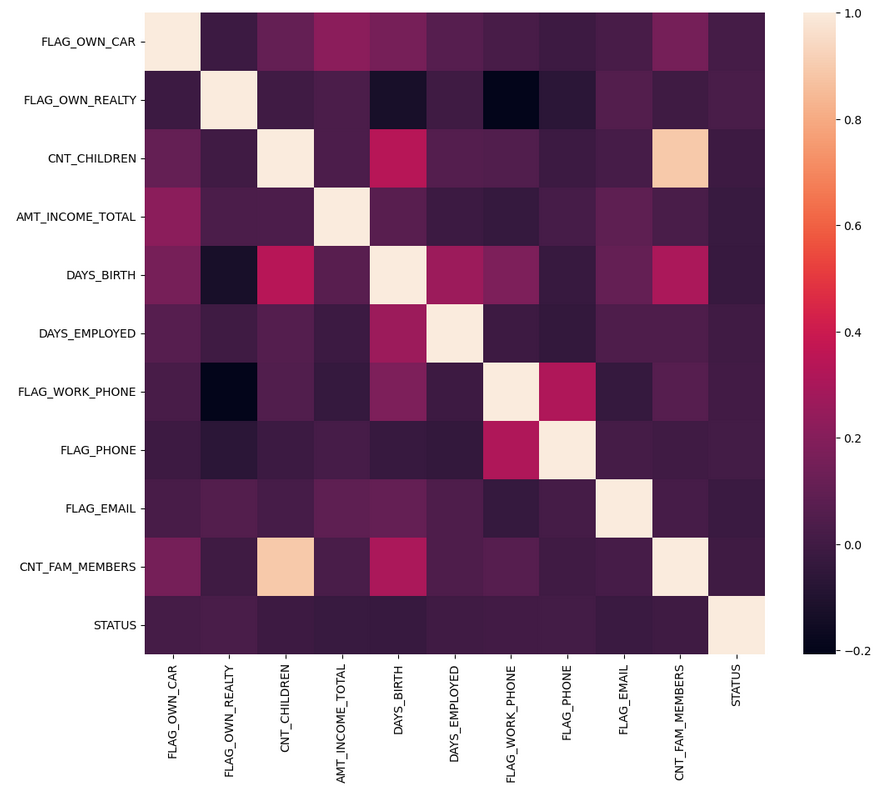 FLAG_OWN_CAR
FLAG_OWN_REALTY
CNT_CHILDREN
AMT_INCOME_TOTAL
DAYS_BIRTH
DAYS_EMPLOYED
FLAG_WORK_PHONE
FLAG_PHONE
FLAG_EMAIL
CNT_FAM_MEMBERS
STATUS
FLAG_OWN_CAR
FLAG_OWN_REALTY
CNT_CHILDREN
AMT_INCOME_TOTAL
DAYS_BIRTH
DAYS_EMPLOYED
FLAG_WORK_PHONE
FLAG_PHONE
FLAG_EMAIL
CNT_FAM_MEMBERS
STATUS
1.0
0.8
0.6
0.4
0.2
0.0
−0.2